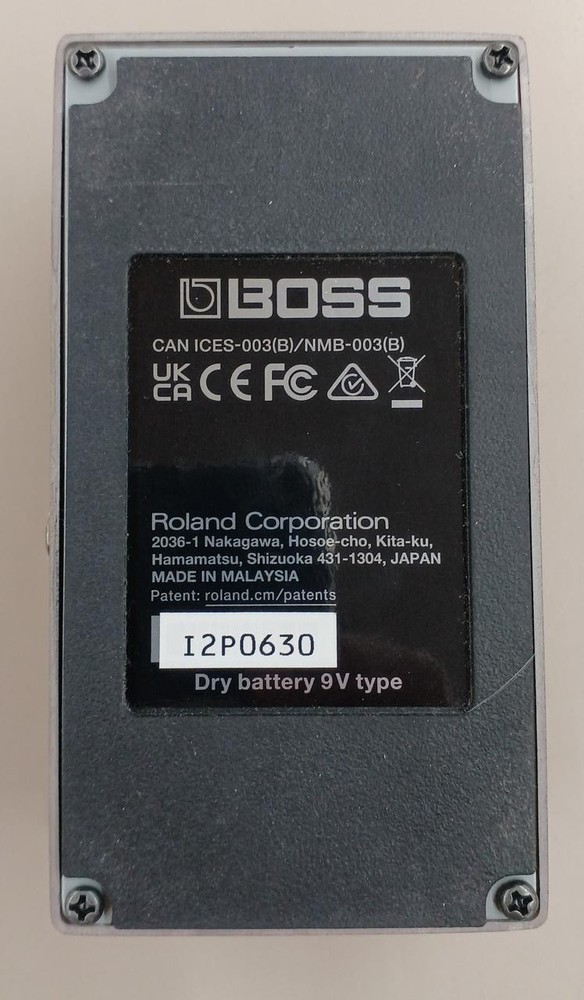 BOSS
CAN ICES-003(B)/NMB-003(B)
UK CA CE FC
Roland Corporation
2036-1 Nakagawa, Hosoe-cho, Kita-ku,
Hamamatsu, Shizuoka 431-1304, JAPAN
MADE IN MALAYSIA
Patent: roland.cm/patents
I2P0630
Dry battery 9V type